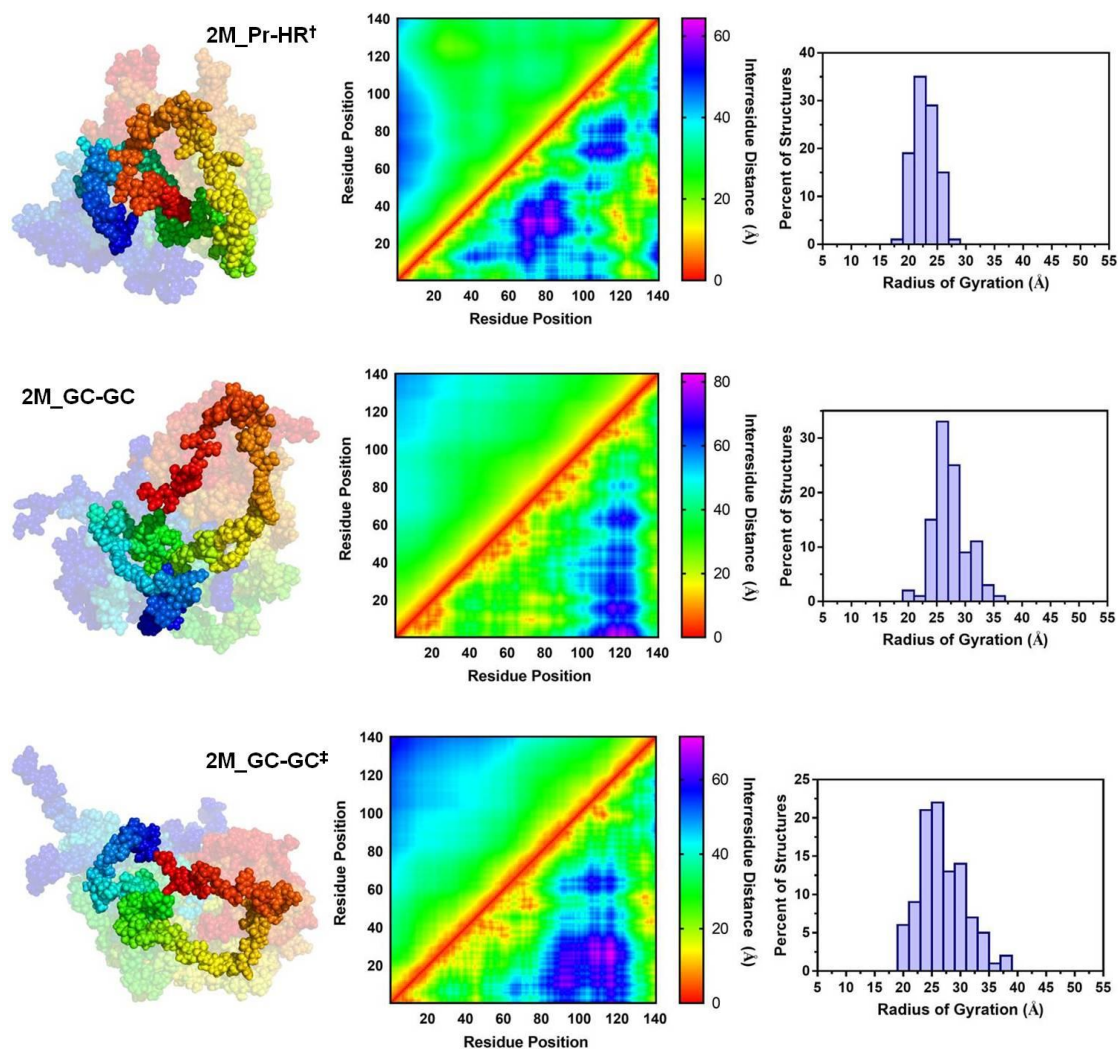 2M_Pr-HR†
140
120
100
80
60
40
20
20 40 60 80 100 120 140
Residue Position
Residue Position
60
40
20
0
Interresidue Distance (Å)
40
30
20
10
0
5 10 15 20 25 30 35 40 45 50 55
Percent of Structures
Radius of Gyration (Å)
2M_GC-GC
140
120
100
80
60
40
20
20 40 60 80 100 120 140
Residue Position
Residue Position
80
60
40
20
0
Interresidue Distance (Å)
30
20
10
0
5 10 15 20 25 30 35 40 45 50 55
Percent of Structures
Radius of Gyration (Å)
2M_GC-GC‡
140
120
100
80
60
40
20
20 40 60 80 100 120 140
Residue Position
Residue Position
60
40
20
0
Interresidue Distance (Å)
25
20
15
10
5
0
5 10 15 20 25 30 35 40 45 50 55
Percent of Structures
Radius of Gyration (Å)